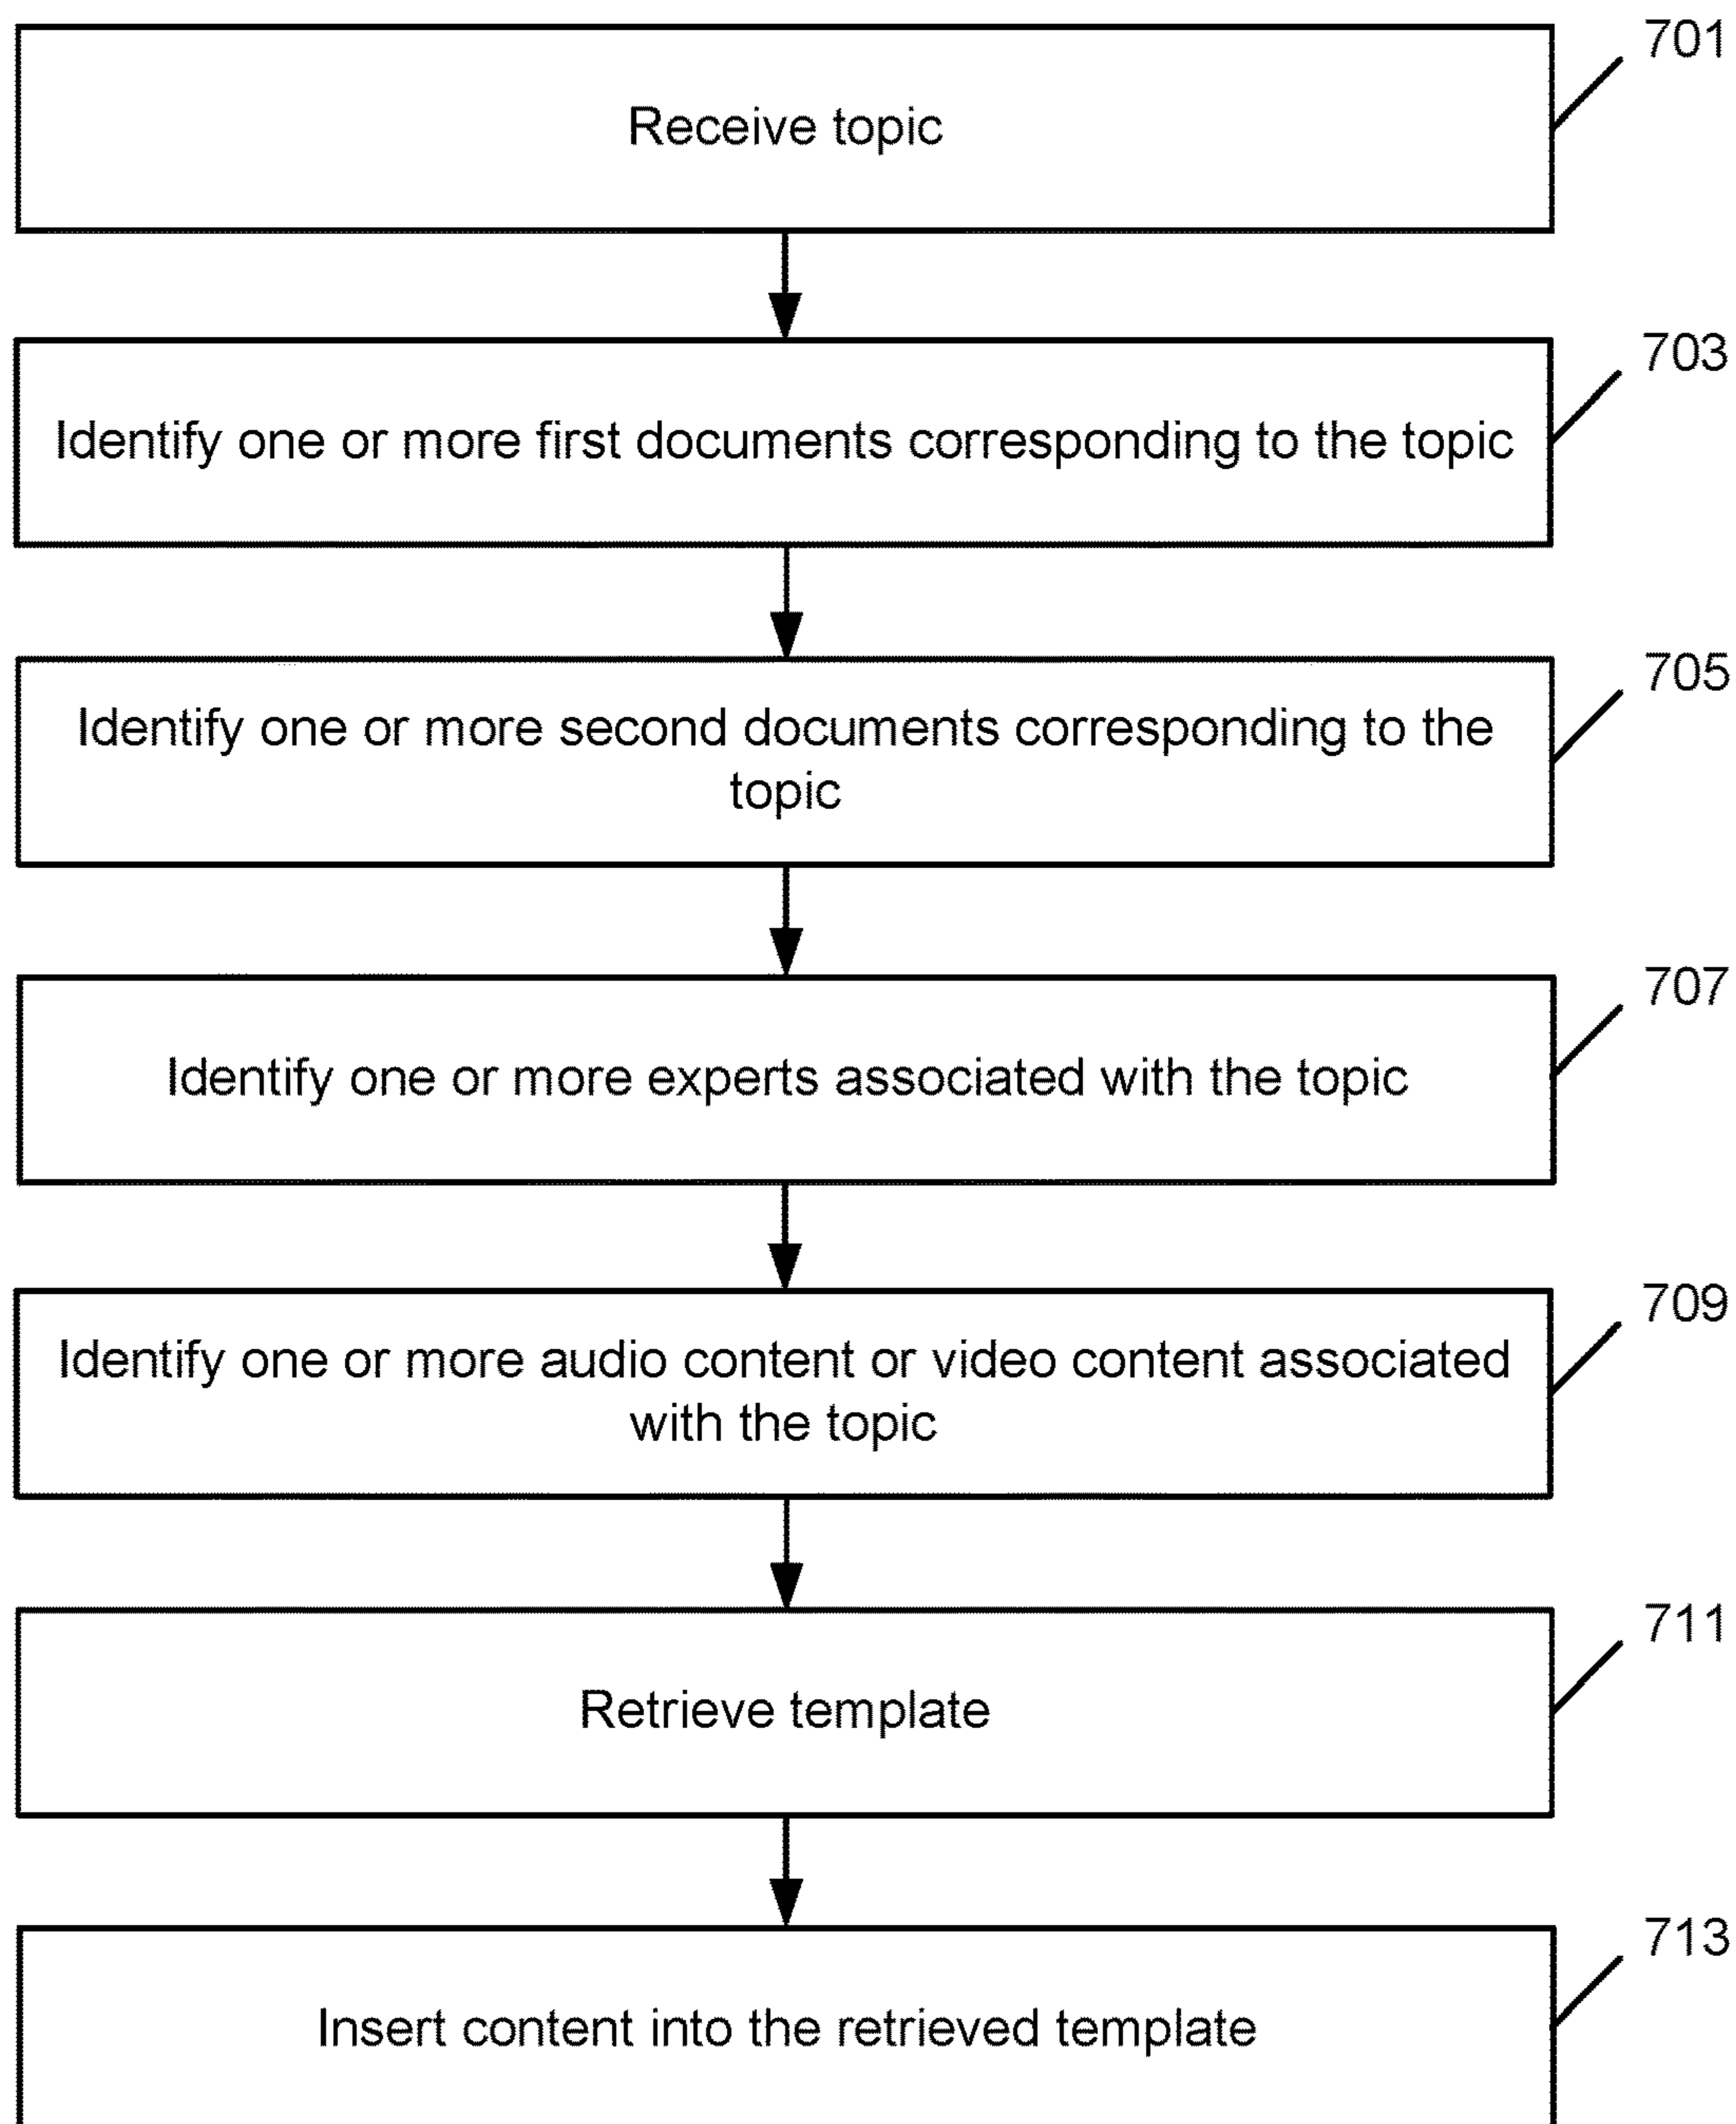 701
Receive topic
703
Identify one or more first documents corresponding to the topic
705
Identify one or more second documents corresponding to the
topic
707
Identify one or more experts associated with the topic
709
Identify one or more audio content or video content associated
with the topic
711
Retrieve template
713
Insert content into the retrieved template